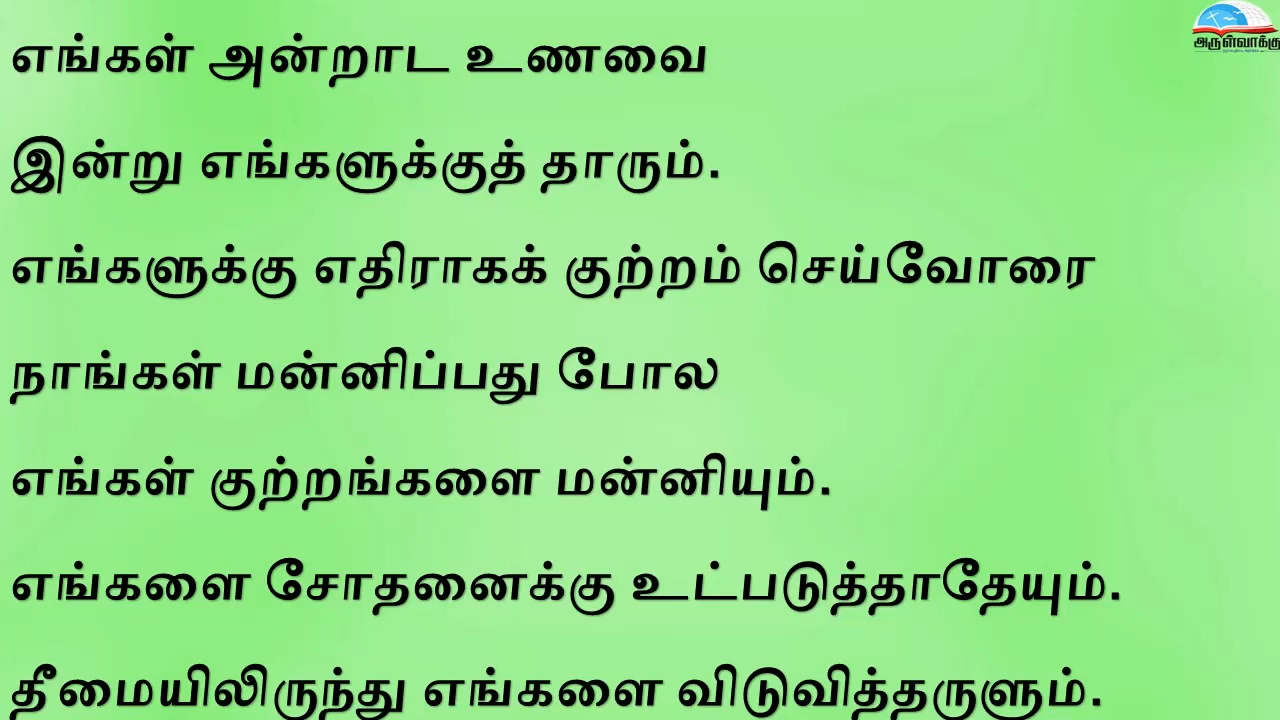 எங்கள் அன்றாட உணவை
இன்று எங்களுக்குத் தாரும்.
எங்களுக்கு எதிராகக் குற்றம் செய்வோரை
நாங்கள் மன்னிப்பது போல
எங்கள் குற்றங்களை மன்னியும்.
எங்களை சோதனைக்கு உட்படுத்தாதேயும்.
தீமையிலிருந்து எங்களை விடுவித்தருளும்.
அருள்வாக்கு